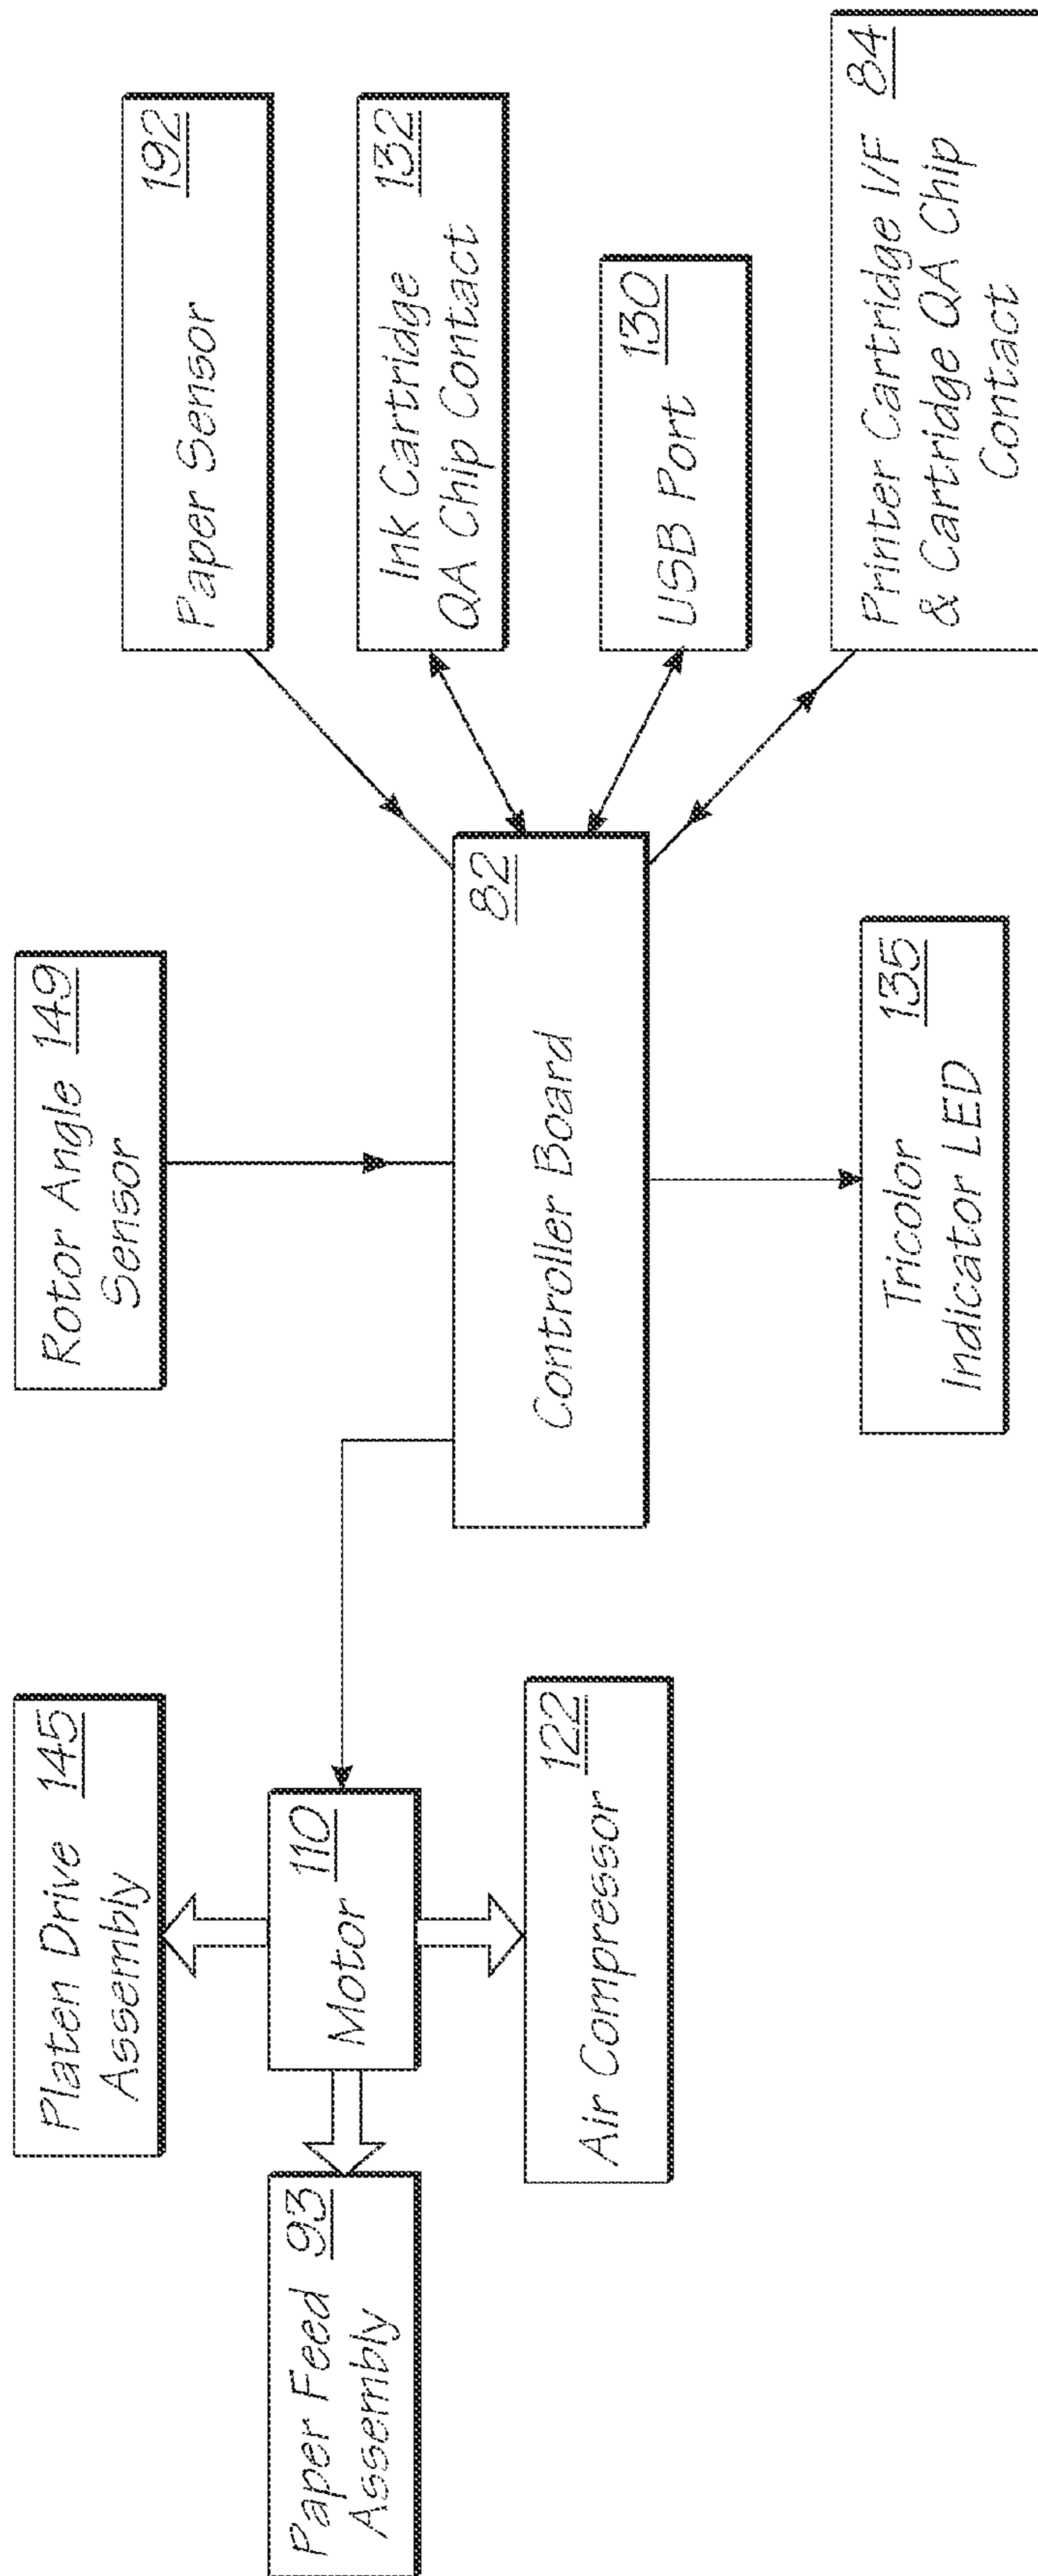 Platen Drive 145
Assembly
Rotor Angle 149
Sensor
Paper Sensor 192
Paper Feed 93
Assembly
Motor 110
Ink Cartridge 132
QA Chip Contact
Controller Board 82
Air Compressor 122
USB Port 130
Tricolor 135
Indicator LED
Printer Cartridge I/F 84
& Cartridge QA Chip
Contact